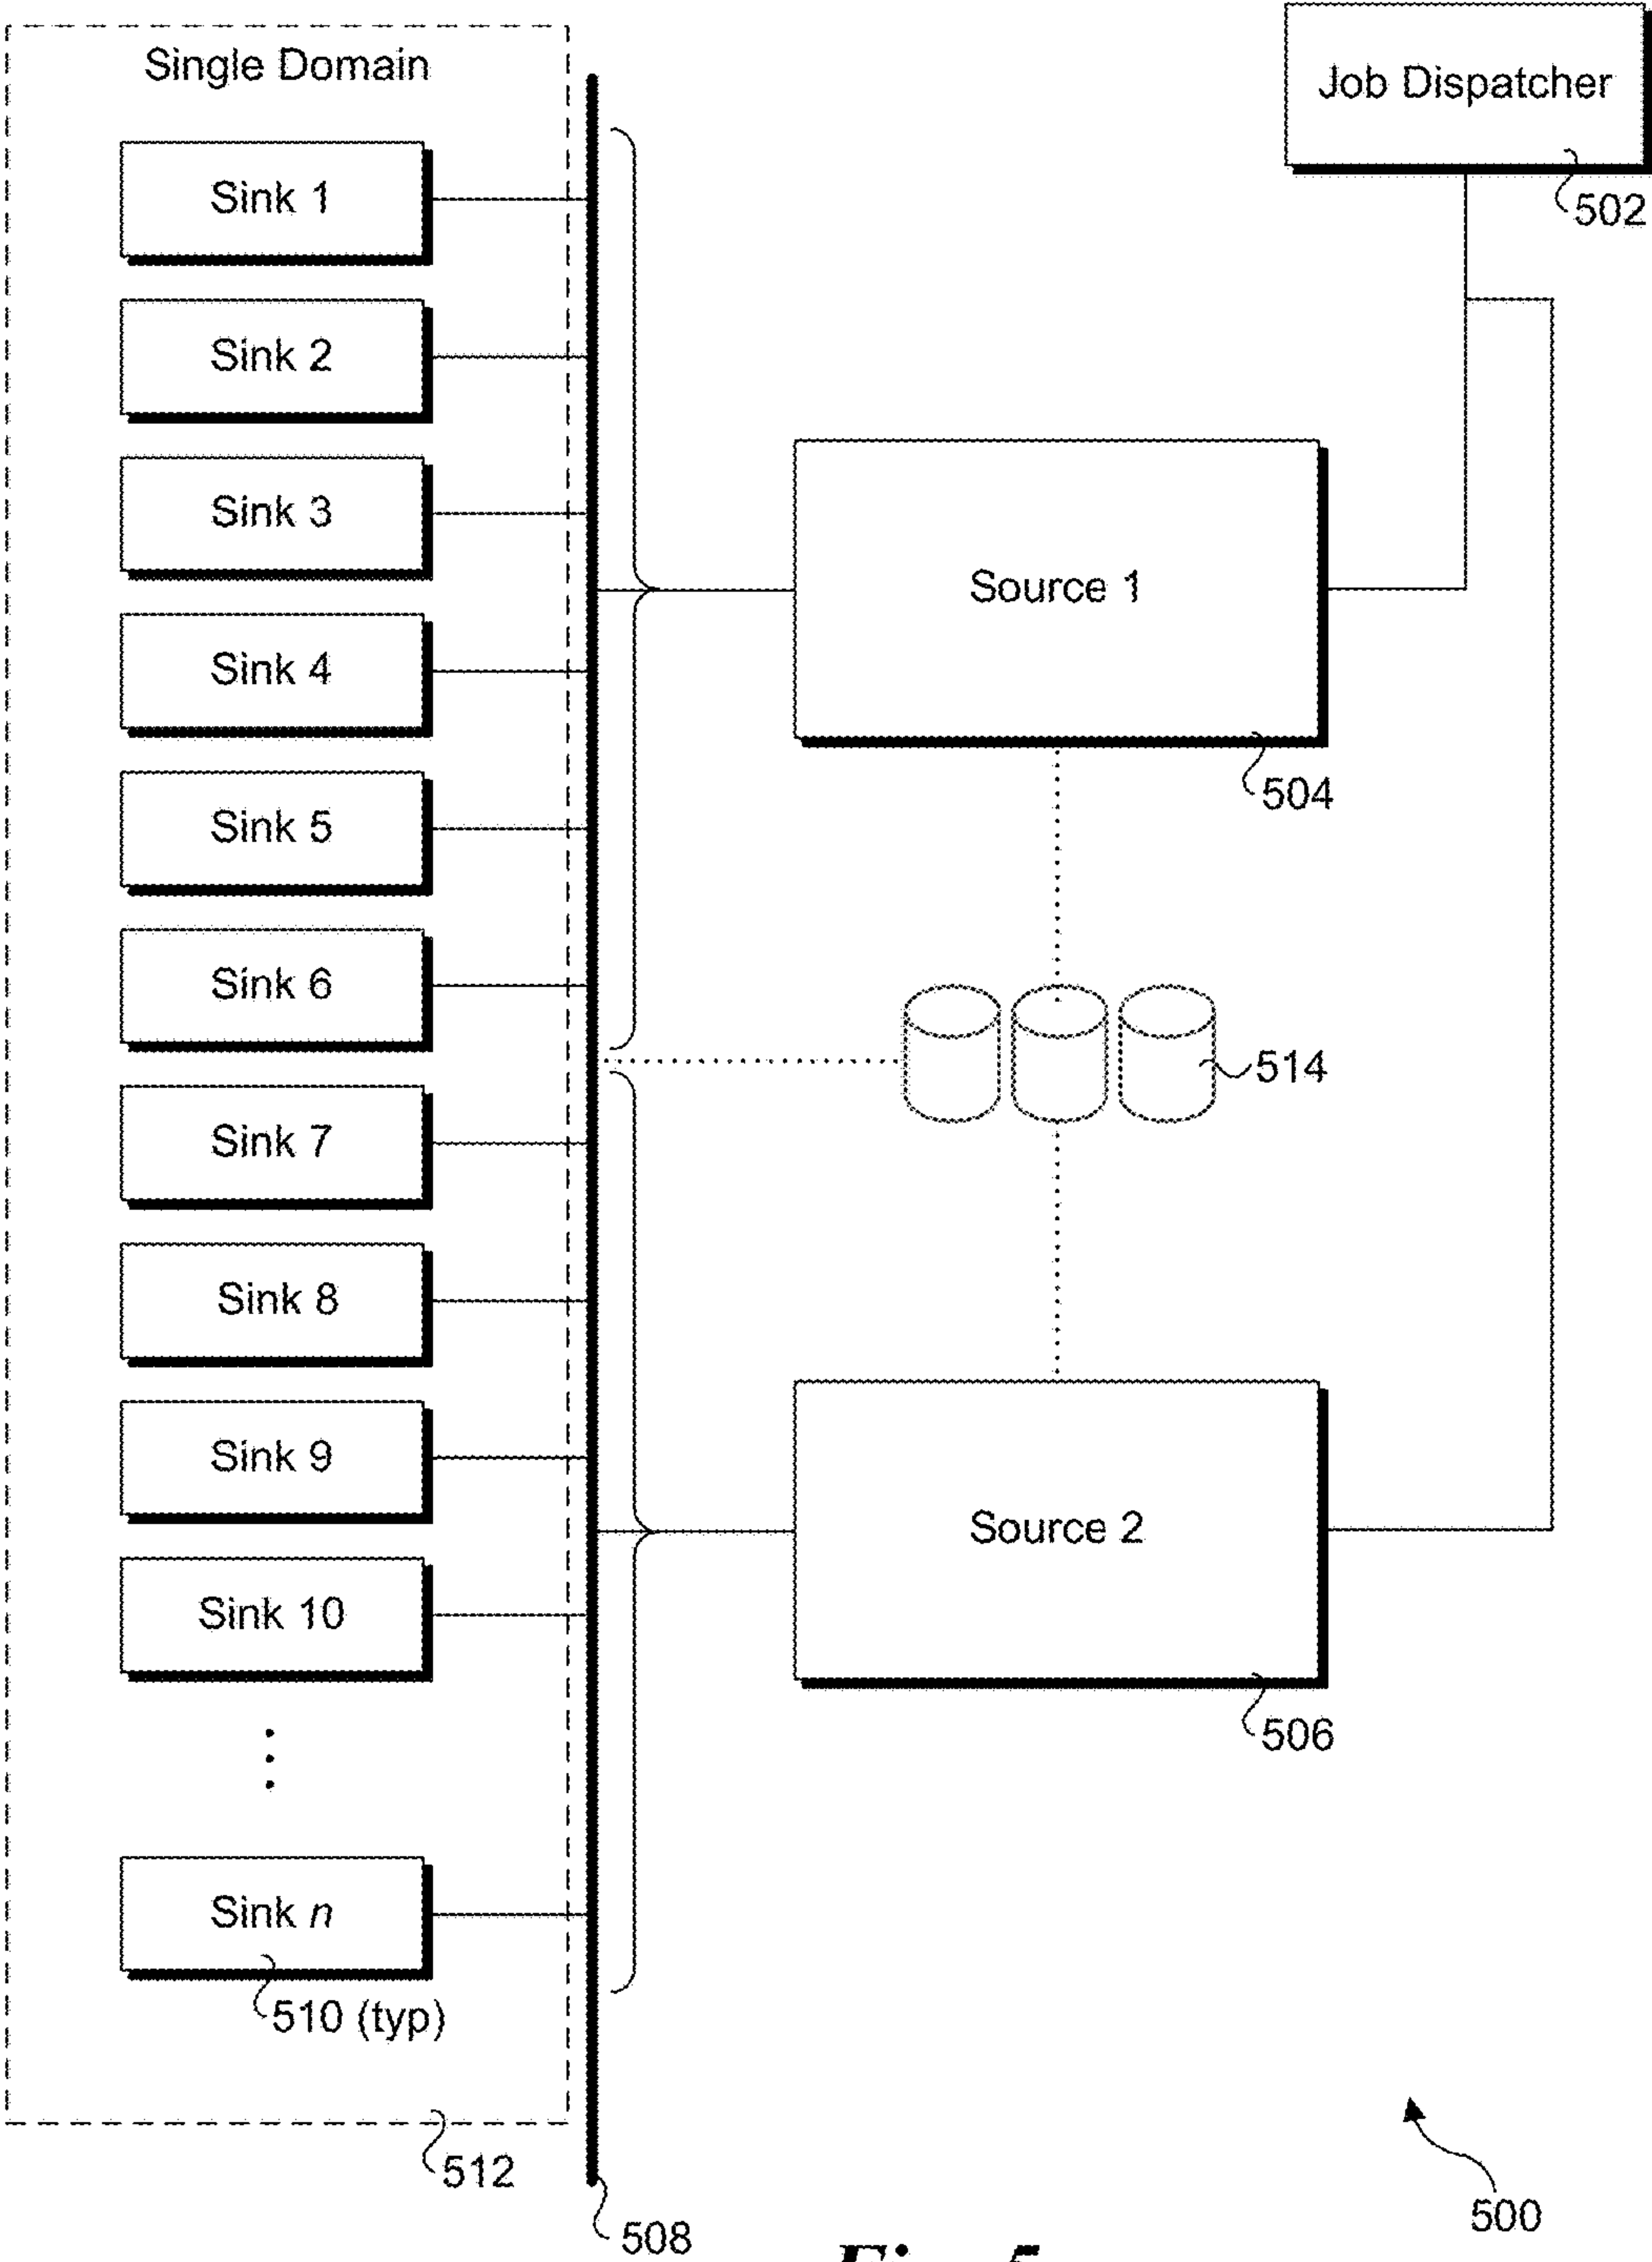 Single Domain
Job Dispatcher
502
Sink 1
Sink 2
Sink 3
Sink 4
Sink 5
Sink 6
Sink 7
Sink 8
Sink 9
Sink 10
Sink n
510 (typ)
512
508
Source 1
504
514
Source 2
506
500